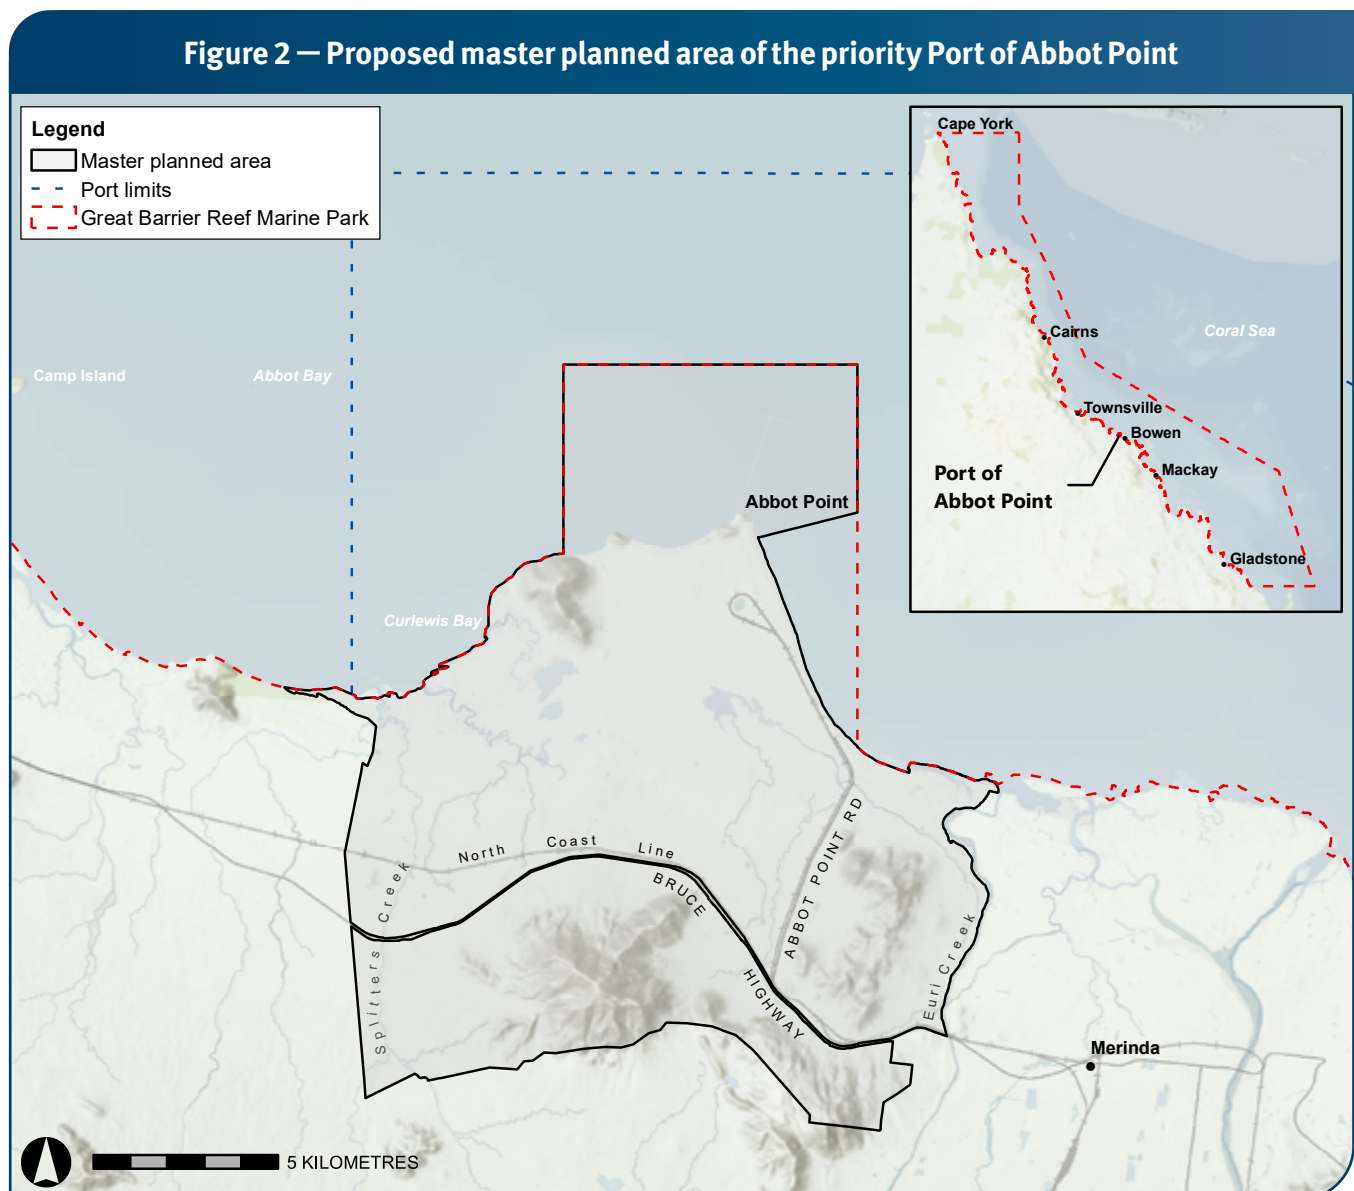 Figure 2 — Proposed master planned area of the priority Port of Abbot Point
Legend
Master planned area
Port limits
Great Barrier Reef Marine Park
Cape York
Coral Sea
Cairns
Townsville
Bowen
Mackay
Port of
Abbot Point
Gladstone
Camp Island
Abbot Bay
Abbot Point
Curlewis Bay
North Coast Line
BRUCE HIGHWAY
ABBOT POINT RD
Splitters Creek
Euri Creek
Merinda
5 KILOMETRES